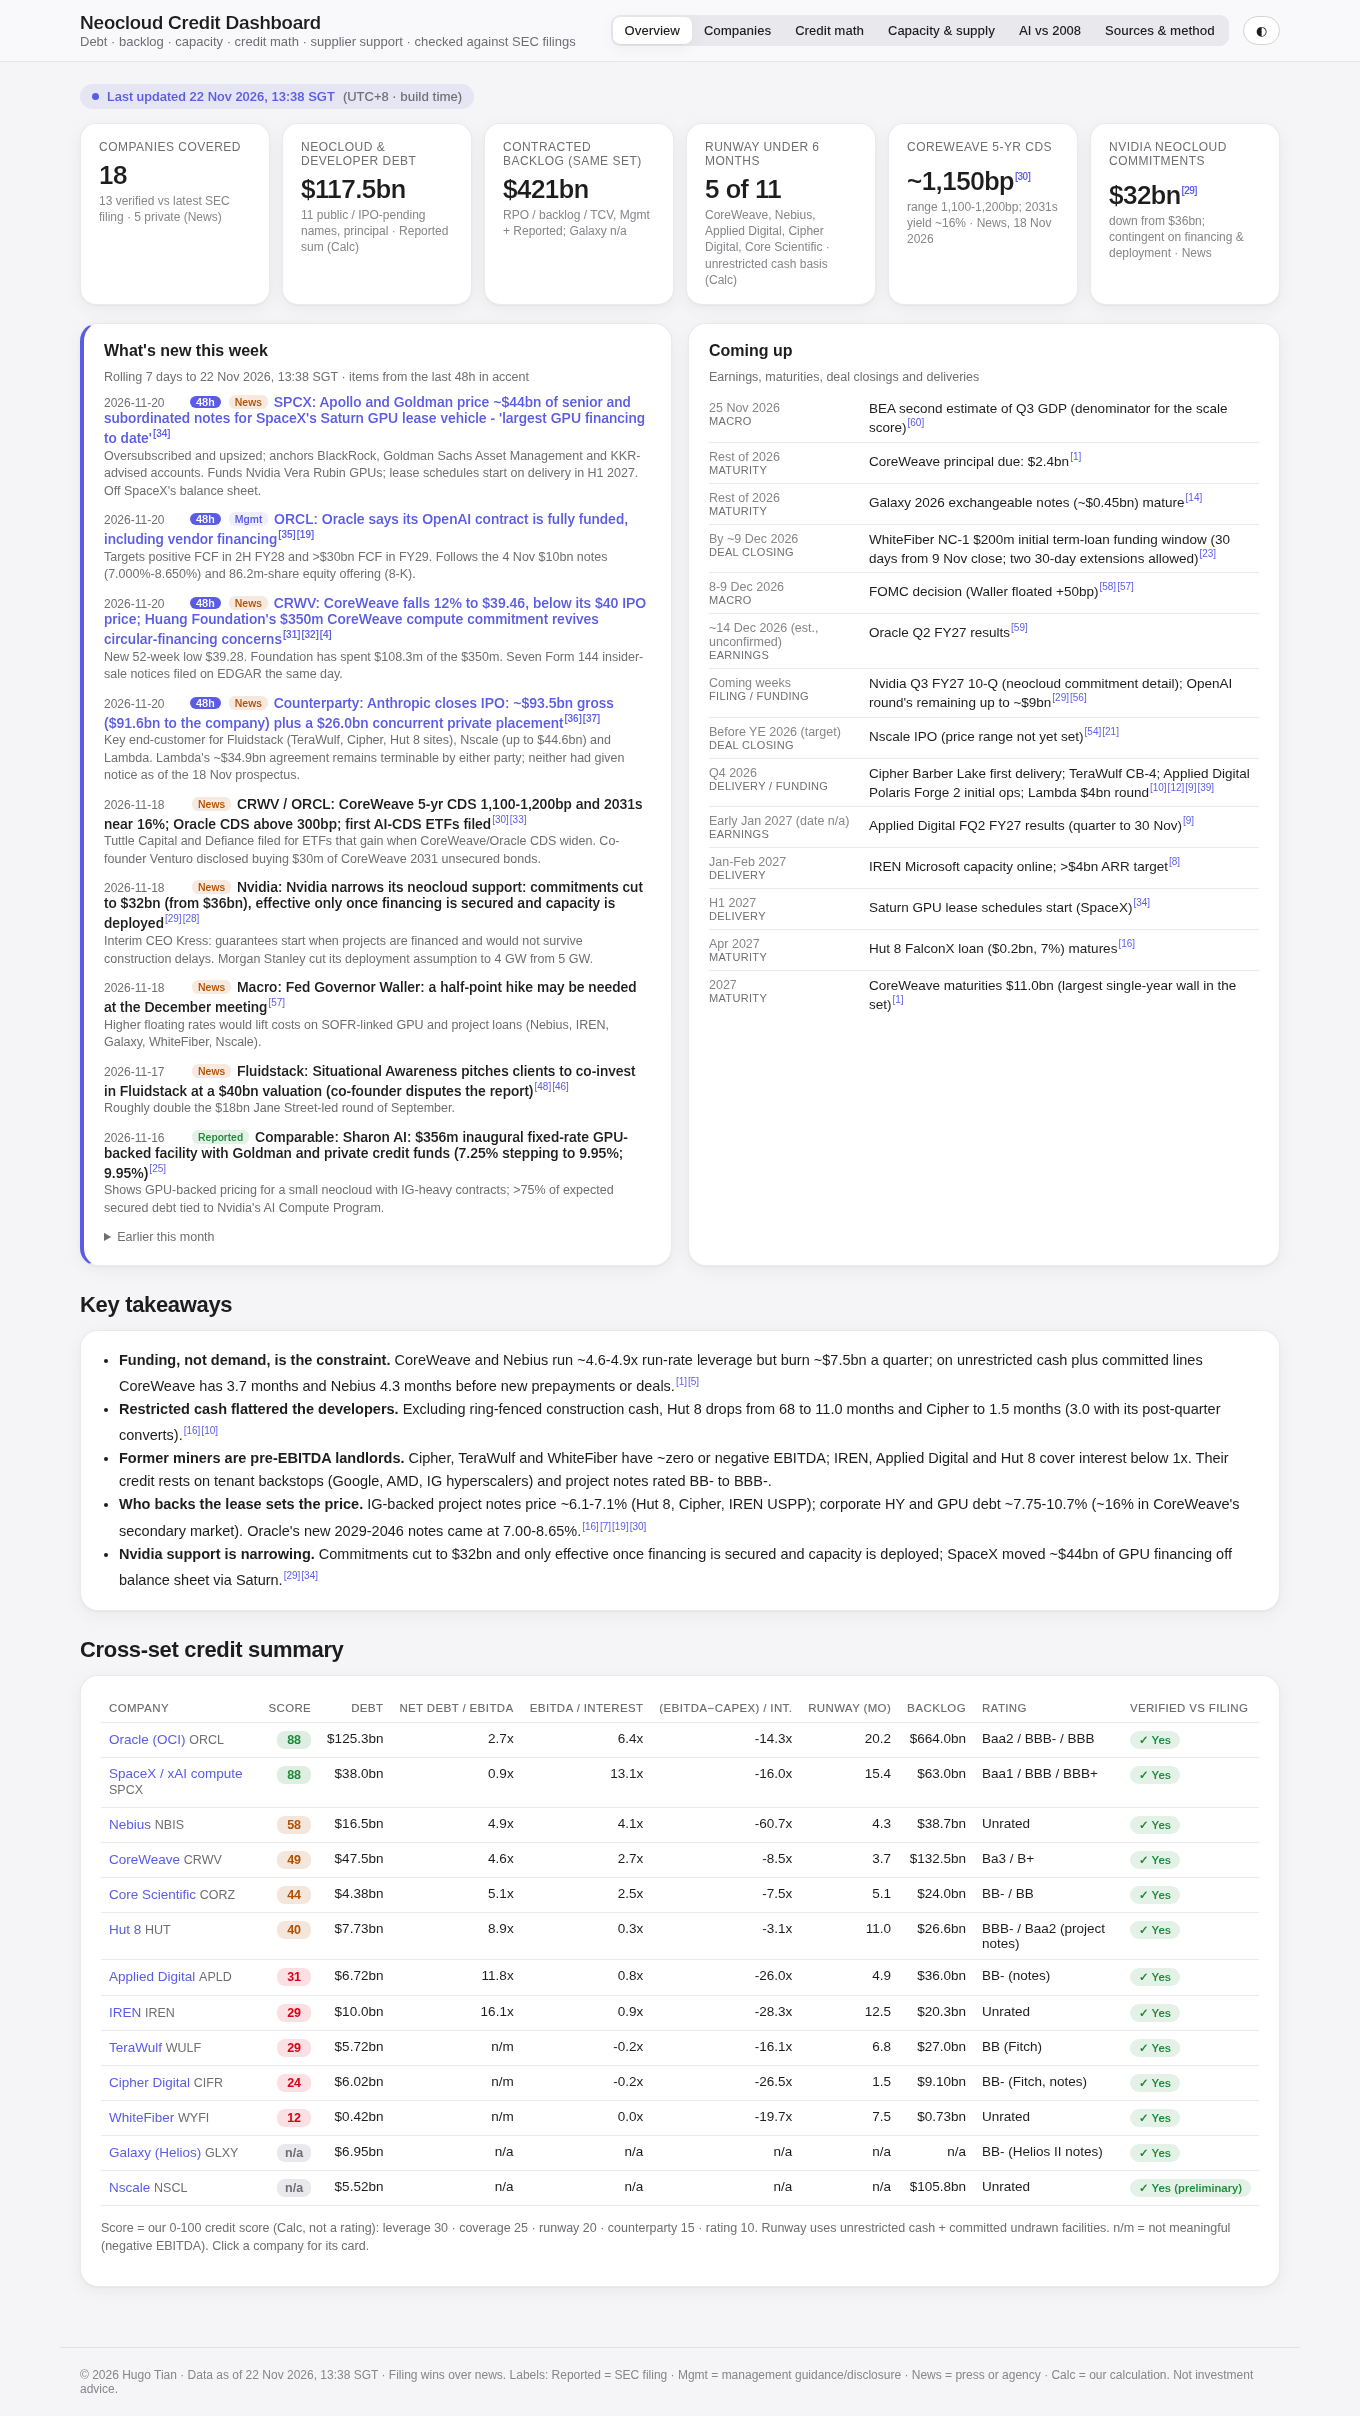 Neocloud Credit Dashboard
Debt · backlog · capacity · credit math · supplier support · checked against SEC filings
Overview
Companies
Credit math
Capacity & supply
AI vs 2008
Sources & method
Last updated 22 Nov 2026, 13:38 SGT (UTC+8 · build time)
COMPANIES COVERED
18
13 verified vs latest SEC
filing · 5 private (News)
NEOCLOUD &
DEVELOPER DEBT
$117.5bn
11 public / IPO-pending
names, principal · Reported
sum (Calc)
CONTRACTED
BACKLOG (SAME SET)
$421bn
RPO / backlog / TCV, Mgmt
+ Reported; Galaxy n/a
RUNWAY UNDER 6
MONTHS
5 of 11
CoreWeave, Nebius,
Applied Digital, Cipher
Digital, Core Scientific ·
unrestricted cash basis
(Calc)
COREWEAVE 5-YR CDS
~1,150bp[30]
range 1,100-1,200bp; 2031s
yield ~16% · News, 18 Nov
2026
NVIDIA NEOCLOUD
COMMITMENTS
$32bn[29]
down from $36bn;
contingent on financing &
deployment · News
What's new this week
Rolling 7 days to 22 Nov 2026, 13:38 SGT · items from the last 48h in accent
2026-11-20 48h News SPCX: Apollo and Goldman price ~$44bn of senior and
subordinated notes for SpaceX's Saturn GPU lease vehicle - 'largest GPU financing
to date'[34]
Oversubscribed and upsized; anchors BlackRock, Goldman Sachs Asset Management and KKR-
advised accounts. Funds Nvidia Vera Rubin GPUs; lease schedules start on delivery in H1 2027.
Off SpaceX's balance sheet.
2026-11-20 48h Mgmt ORCL: Oracle says its OpenAI contract is fully funded,
including vendor financing[35][19]
Targets positive FCF in 2H FY28 and >$30bn FCF in FY29. Follows the 4 Nov $10bn notes
(7.000%-8.650%) and 86.2m-share equity offering (8-K).
2026-11-20 48h News CRWV: CoreWeave falls 12% to $39.46, below its $40 IPO
price; Huang Foundation's $350m CoreWeave compute commitment revives
circular-financing concerns[31][32][4]
New 52-week low $39.28. Foundation has spent $108.3m of the $350m. Seven Form 144 insider-
sale notices filed on EDGAR the same day.
2026-11-20 48h News Counterparty: Anthropic closes IPO: ~$93.5bn gross
($91.6bn to the company) plus a $26.0bn concurrent private placement[36][37]
Key end-customer for Fluidstack (TeraWulf, Cipher, Hut 8 sites), Nscale (up to $44.6bn) and
Lambda. Lambda's ~$34.9bn agreement remains terminable by either party; neither had given
notice as of the 18 Nov prospectus.
2026-11-18 News CRWV / ORCL: CoreWeave 5-yr CDS 1,100-1,200bp and 2031s
near 16%; Oracle CDS above 300bp; first AI-CDS ETFs filed[30][33]
Tuttle Capital and Defiance filed for ETFs that gain when CoreWeave/Oracle CDS widen. Co-
founder Venturo disclosed buying $30m of CoreWeave 2031 unsecured bonds.
2026-11-18 News Nvidia: Nvidia narrows its neocloud support: commitments cut
to $32bn (from $36bn), effective only once financing is secured and capacity is
deployed[29][28]
Interim CEO Kress: guarantees start when projects are financed and would not survive
construction delays. Morgan Stanley cut its deployment assumption to 4 GW from 5 GW.
2026-11-18 News Macro: Fed Governor Waller: a half-point hike may be needed
at the December meeting[57]
Higher floating rates would lift costs on SOFR-linked GPU and project loans (Nebius, IREN,
Galaxy, WhiteFiber, Nscale).
2026-11-17 News Fluidstack: Situational Awareness pitches clients to co-invest
in Fluidstack at a $40bn valuation (co-founder disputes the report)[48][46]
Roughly double the $18bn Jane Street-led round of September.
2026-11-16 Reported Comparable: Sharon AI: $356m inaugural fixed-rate GPU-
backed facility with Goldman and private credit funds (7.25% stepping to 9.95%;
9.95%)[25]
Shows GPU-backed pricing for a small neocloud with IG-heavy contracts; >75% of expected
secured debt tied to Nvidia's AI Compute Program.
▶ Earlier this month
Coming up
Earnings, maturities, deal closings and deliveries
25 Nov 2026
MACRO
BEA second estimate of Q3 GDP (denominator for the scale
score)[60]
Rest of 2026
MATURITY
CoreWeave principal due: $2.4bn[1]
Rest of 2026
MATURITY
Galaxy 2026 exchangeable notes (~$0.45bn) mature[14]
By ~9 Dec 2026
DEAL CLOSING
WhiteFiber NC-1 $200m initial term-loan funding window (30
days from 9 Nov close; two 30-day extensions allowed)[23]
8-9 Dec 2026
MACRO
FOMC decision (Waller floated +50bp)[58][57]
~14 Dec 2026 (est.,
unconfirmed)
EARNINGS
Oracle Q2 FY27 results[59]
Coming weeks
FILING / FUNDING
Nvidia Q3 FY27 10-Q (neocloud commitment detail); OpenAI
round's remaining up to ~$9bn[29][56]
Before YE 2026 (target)
DEAL CLOSING
Nscale IPO (price range not yet set)[54][21]
Q4 2026
DELIVERY / FUNDING
Cipher Barber Lake first delivery; TeraWulf CB-4; Applied Digital
Polaris Forge 2 initial ops; Lambda $4bn round[10][12][9][39]
Early Jan 2027 (date n/a)
EARNINGS
Applied Digital FQ2 FY27 results (quarter to 30 Nov)[9]
Jan-Feb 2027
DELIVERY
IREN Microsoft capacity online; >$4bn ARR target[8]
H1 2027
DELIVERY
Saturn GPU lease schedules start (SpaceX)[34]
Apr 2027
MATURITY
Hut 8 FalconX loan ($0.2bn, 7%) matures[16]
2027
MATURITY
CoreWeave maturities $11.0bn (largest single-year wall in the
set)[1]
Key takeaways
• Funding, not demand, is the constraint. CoreWeave and Nebius run ~4.6-4.9x run-rate leverage but burn ~$7.5bn a quarter; on unrestricted cash plus committed lines
CoreWeave has 3.7 months and Nebius 4.3 months before new prepayments or deals.[1][5]
• Restricted cash flattered the developers. Excluding ring-fenced construction cash, Hut 8 drops from 68 to 11.0 months and Cipher to 1.5 months (3.0 with its post-quarter
converts).[16][10]
• Former miners are pre-EBITDA landlords. Cipher, TeraWulf and WhiteFiber have ~zero or negative EBITDA; IREN, Applied Digital and Hut 8 cover interest below 1x. Their
credit rests on tenant backstops (Google, AMD, IG hyperscalers) and project notes rated BB- to BBB-.
• Who backs the lease sets the price. IG-backed project notes price ~6.1-7.1% (Hut 8, Cipher, IREN USPP); corporate HY and GPU debt ~7.75-10.7% (~16% in CoreWeave's
secondary market). Oracle's new 2029-2046 notes came at 7.00-8.65%.[16][7][19][30]
• Nvidia support is narrowing. Commitments cut to $32bn and only effective once financing is secured and capacity is deployed; SpaceX moved ~$44bn of GPU financing off
balance sheet via Saturn.[29][34]
Cross-set credit summary
COMPANY SCORE DEBT NET DEBT / EBITDA EBITDA / INTEREST (EBITDA−CAPEX) / INT. RUNWAY (MO) BACKLOG RATING VERIFIED VS FILING
Oracle (OCI) ORCL 88 $125.3bn 2.7x 6.4x -14.3x 20.2 $664.0bn Baa2 / BBB- / BBB ✓ Yes
SpaceX / xAI compute
SPCX 88 $38.0bn 0.9x 13.1x -16.0x 15.4 $63.0bn Baa1 / BBB / BBB+ ✓ Yes
Nebius NBIS 58 $16.5bn 4.9x 4.1x -60.7x 4.3 $38.7bn Unrated ✓ Yes
CoreWeave CRWV 49 $47.5bn 4.6x 2.7x -8.5x 3.7 $132.5bn Ba3 / B+ ✓ Yes
Core Scientific CORZ 44 $4.38bn 5.1x 2.5x -7.5x 5.1 $24.0bn BB- / BB ✓ Yes
Hut 8 HUT 40 $7.73bn 8.9x 0.3x -3.1x 11.0 $26.6bn BBB- / Baa2 (project
notes) ✓ Yes
Applied Digital APLD 31 $6.72bn 11.8x 0.8x -26.0x 4.9 $36.0bn BB- (notes) ✓ Yes
IREN IREN 29 $10.0bn 16.1x 0.9x -28.3x 12.5 $20.3bn Unrated ✓ Yes
TeraWulf WULF 29 $5.72bn n/m -0.2x -16.1x 6.8 $27.0bn BB (Fitch) ✓ Yes
Cipher Digital CIFR 24 $6.02bn n/m -0.2x -26.5x 1.5 $9.10bn BB- (Fitch, notes) ✓ Yes
WhiteFiber WYFI 12 $0.42bn n/m 0.0x -19.7x 7.5 $0.73bn Unrated ✓ Yes
Galaxy (Helios) GLXY n/a $6.95bn n/a n/a n/a n/a n/a BB- (Helios II notes) ✓ Yes
Nscale NSCL n/a $5.52bn n/a n/a n/a n/a $105.8bn Unrated ✓ Yes (preliminary)
Score = our 0-100 credit score (Calc, not a rating): leverage 30 · coverage 25 · runway 20 · counterparty 15 · rating 10. Runway uses unrestricted cash + committed undrawn facilities. n/m = not meaningful
(negative EBITDA). Click a company for its card.
© 2026 Hugo Tian · Data as of 22 Nov 2026, 13:38 SGT · Filing wins over news. Labels: Reported = SEC filing · Mgmt = management guidance/disclosure · News = press or agency · Calc = our calculation. Not investment
advice.